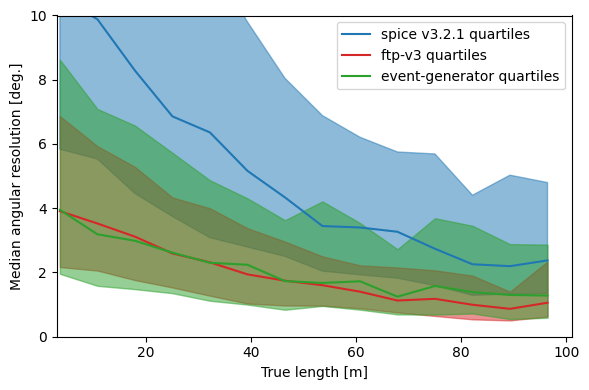 spice v3.2.1 quartiles
ftp-v3 quartiles
event-generator quartiles
Median angular resolution [deg.]
10
8
6
4
2
0
20 40 60 80 100
True length [m]